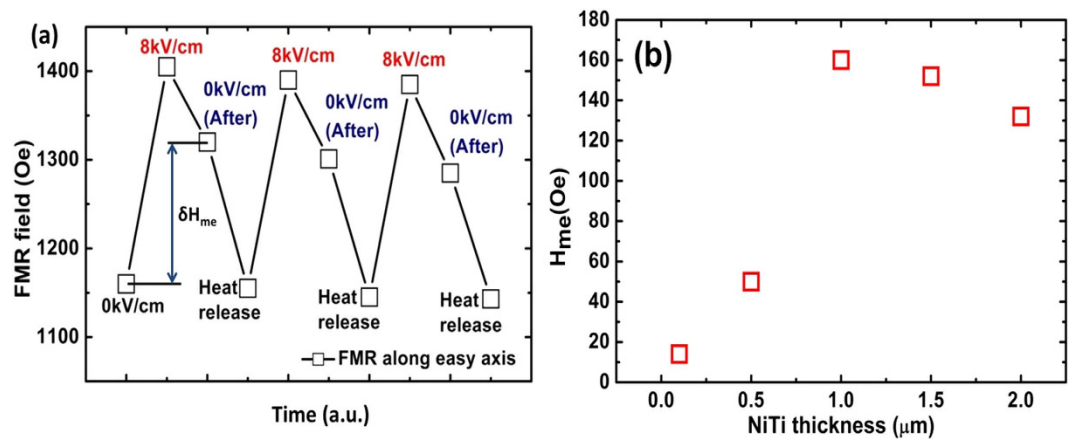 (a)
FMR field (Oe)
1400
1300
1200
1100
8kV/cm
0kV/cm
(After)
8kV/cm
0kV/cm
(After)
8kV/cm
0kV/cm
(After)
δHme
0kV/cm
Heat
release
Heat
release
Heat
release
FMR along easy axis
Time (a.u.)
(b)
Hme(Oe)
180
160
140
120
100
80
60
40
20
0
0.0 0.5 1.0 1.5 2.0
NiTi thickness (μm)